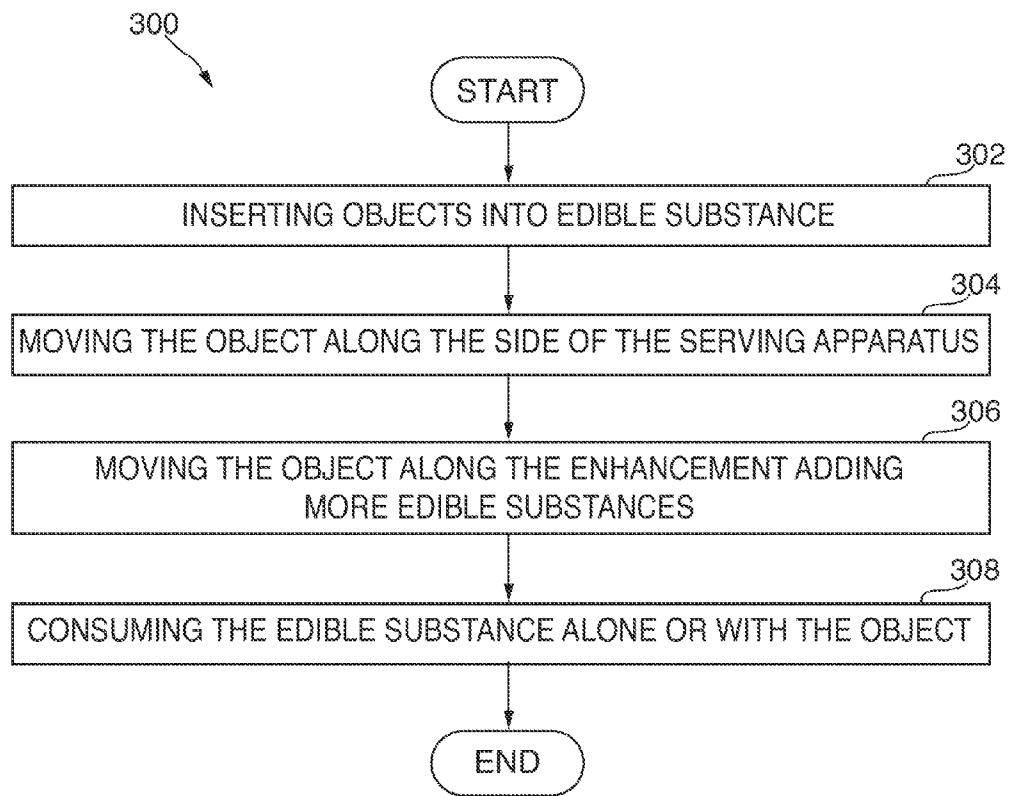 300
START
302
INSERTING OBJECTS INTO EDIBLE SUBSTANCE
304
MOVING THE OBJECT ALONG THE SIDE OF THE SERVING APPARATUS
306
MOVING THE OBJECT ALONG THE ENHANCEMENT ADDING
MORE EDIBLE SUBSTANCES
308
CONSUMING THE EDIBLE SUBSTANCE ALONE OR WITH THE OBJECT
END